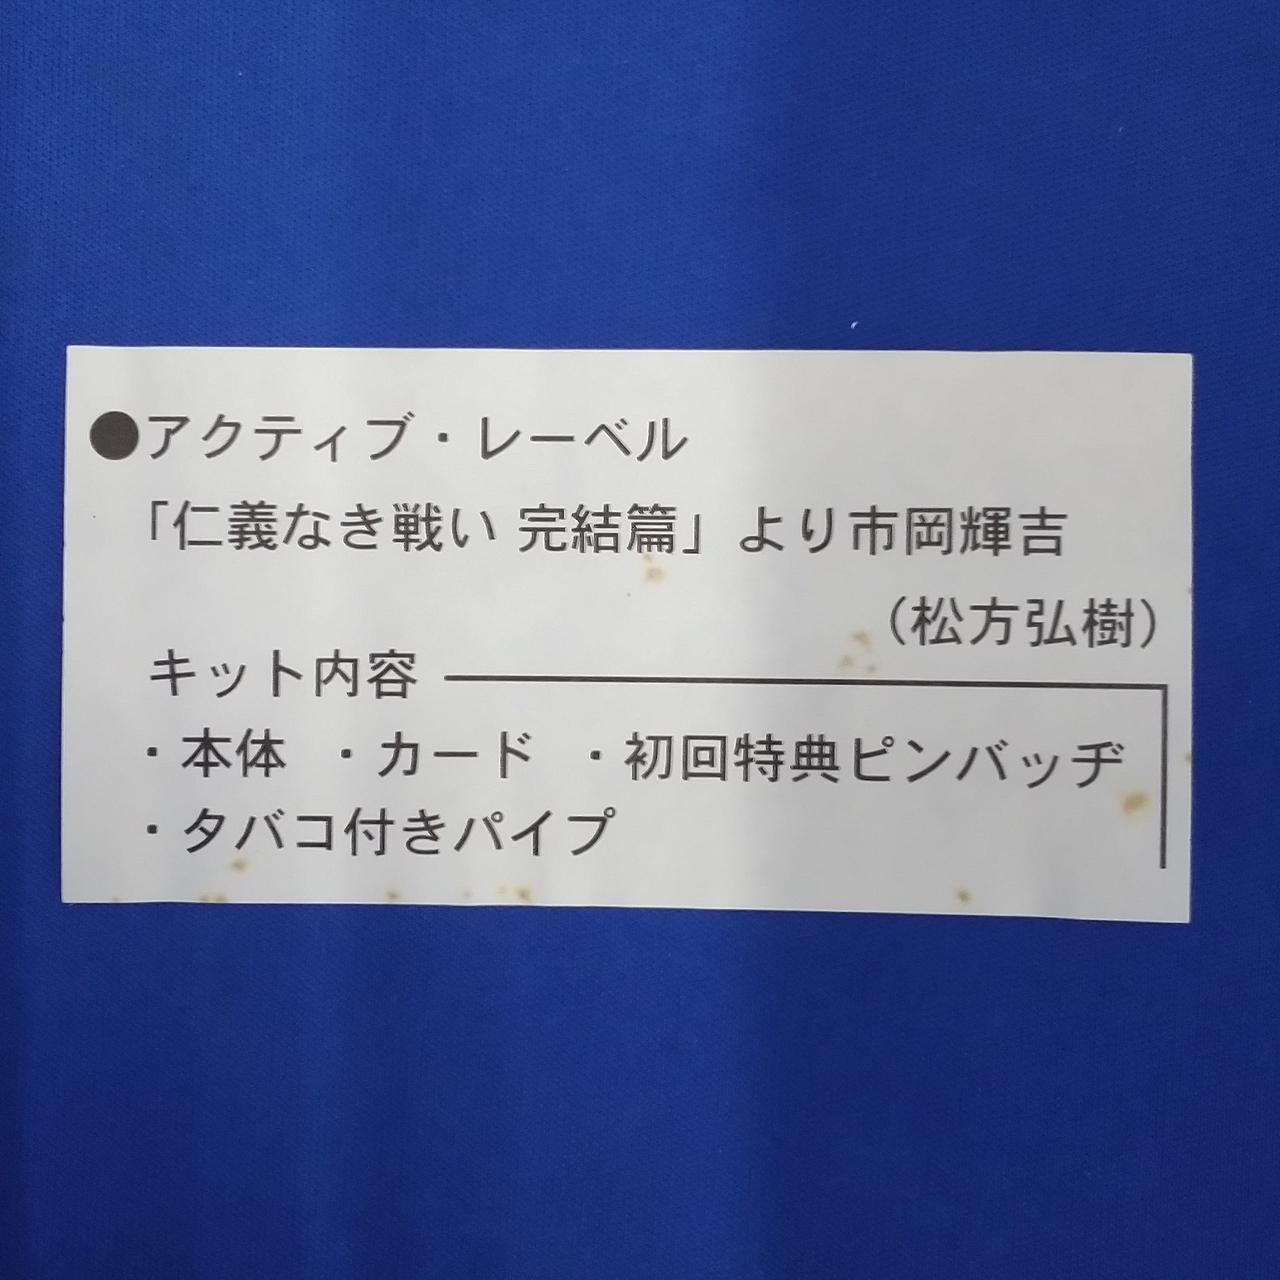 ●アクティブ・レーベル
「仁義なき戦い 完結篇」より市岡輝吉
（松方弘樹）
キット内容
・本体 ・カード ・初回特典ピンバッヂ
・タバコ付きパイプ